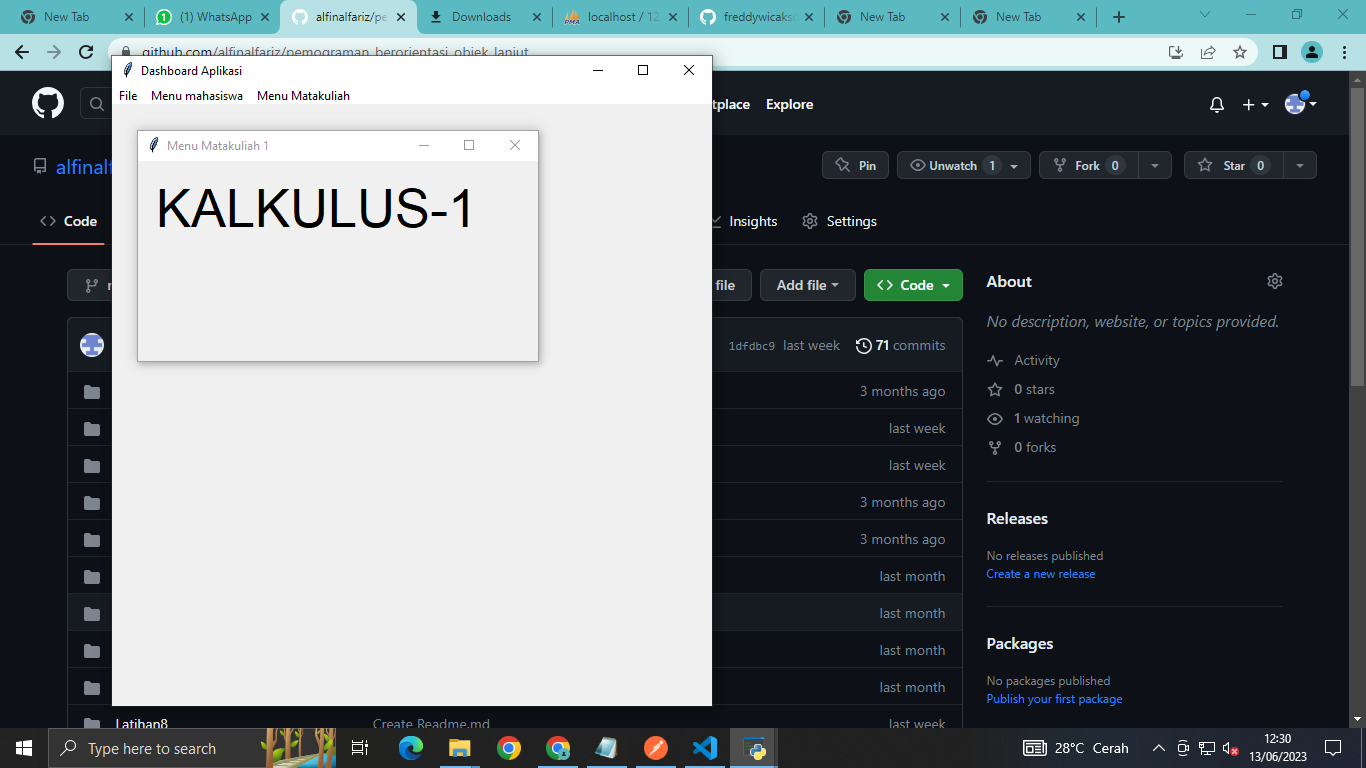 New Tab
(1) WhatsApp
alfinalfariz/pe
Downloads
localhost / 12
freddywicakso
New Tab
New Tab
github.com/alfinalfariz/pemograman_berorientasi_objek_lanjut
Dashboard Aplikasi
File Menu mahasiswa Menu Matakuliah
Explore
Menu Matakuliah 1
KALKULUS-1
Pin
Unwatch 1
Fork 0
Star 0
Code
Insights
Settings
file
Add file
Code
About
No description, website, or topics provided.
1dfdbc9 last week 71 commits
Activity
0 stars
1 watching
0 forks
3 months ago
last week
last week
3 months ago
3 months ago
last month
last month
last month
last month
Latihan8 Create Readme.md last week
Releases
No releases published
Create a new release
Packages
No packages published
Publish your first package
Type here to search
28°C Cerah
12:30
13/06/2023